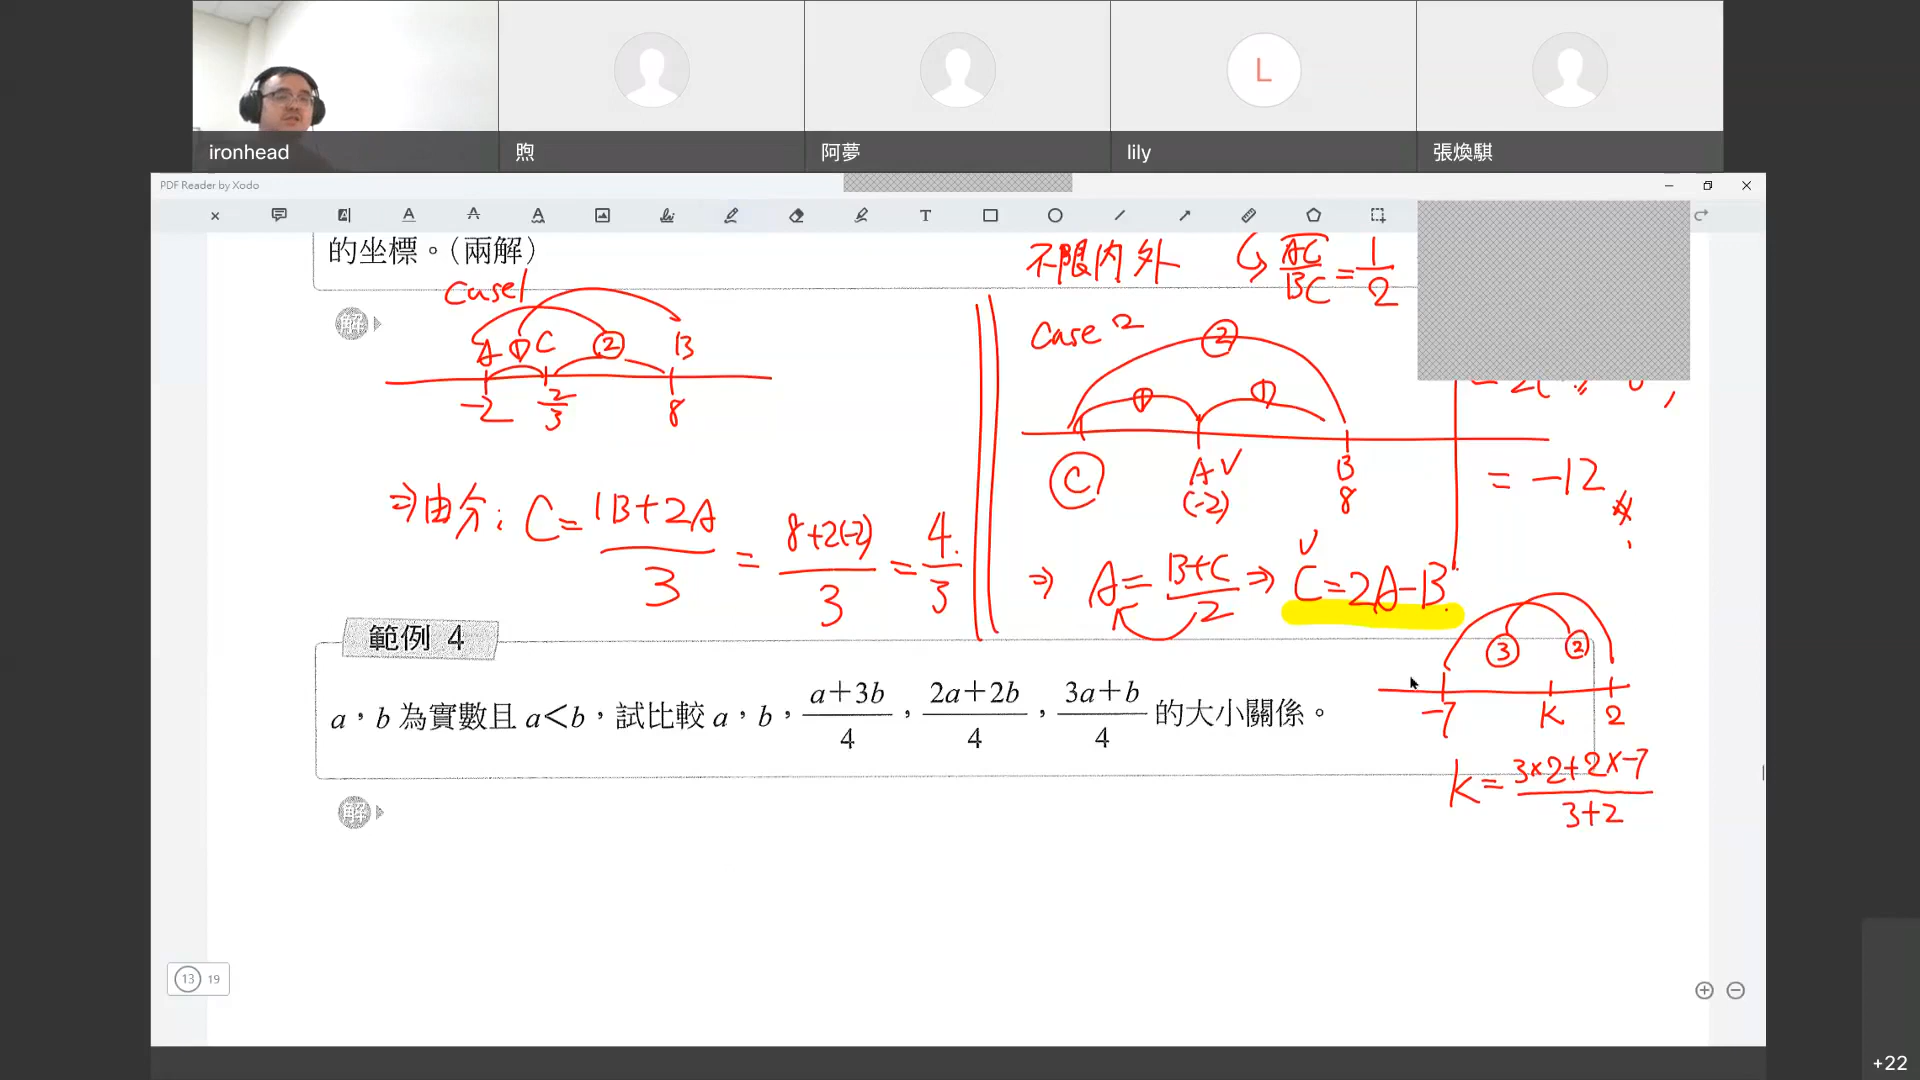 ironhead
煦
阿夢
L
lily
張煥騏
PDF Reader by Xodo
的坐標。(兩解)
不限內外
AC/BC = 1/2
Case1
A ① C ② B
-2 2/3 8
⇒由分: C= (1B+2A)/3 = (8+2(-2))/3 = 4/3
Case 2
②
① ①
C A B
(-2) 8
= -12
⇒ A= (B+C)/2 ⇒ C=2A-B
③ ②
-7 K 2
K= (3×2+2×-7)/(3+2)
範例 4
a,b 為實數且 a<b,試比較 a,b,(a+3b)/4,(2a+2b)/4,(3a+b)/4 的大小關係。
解
解
13 19
+22